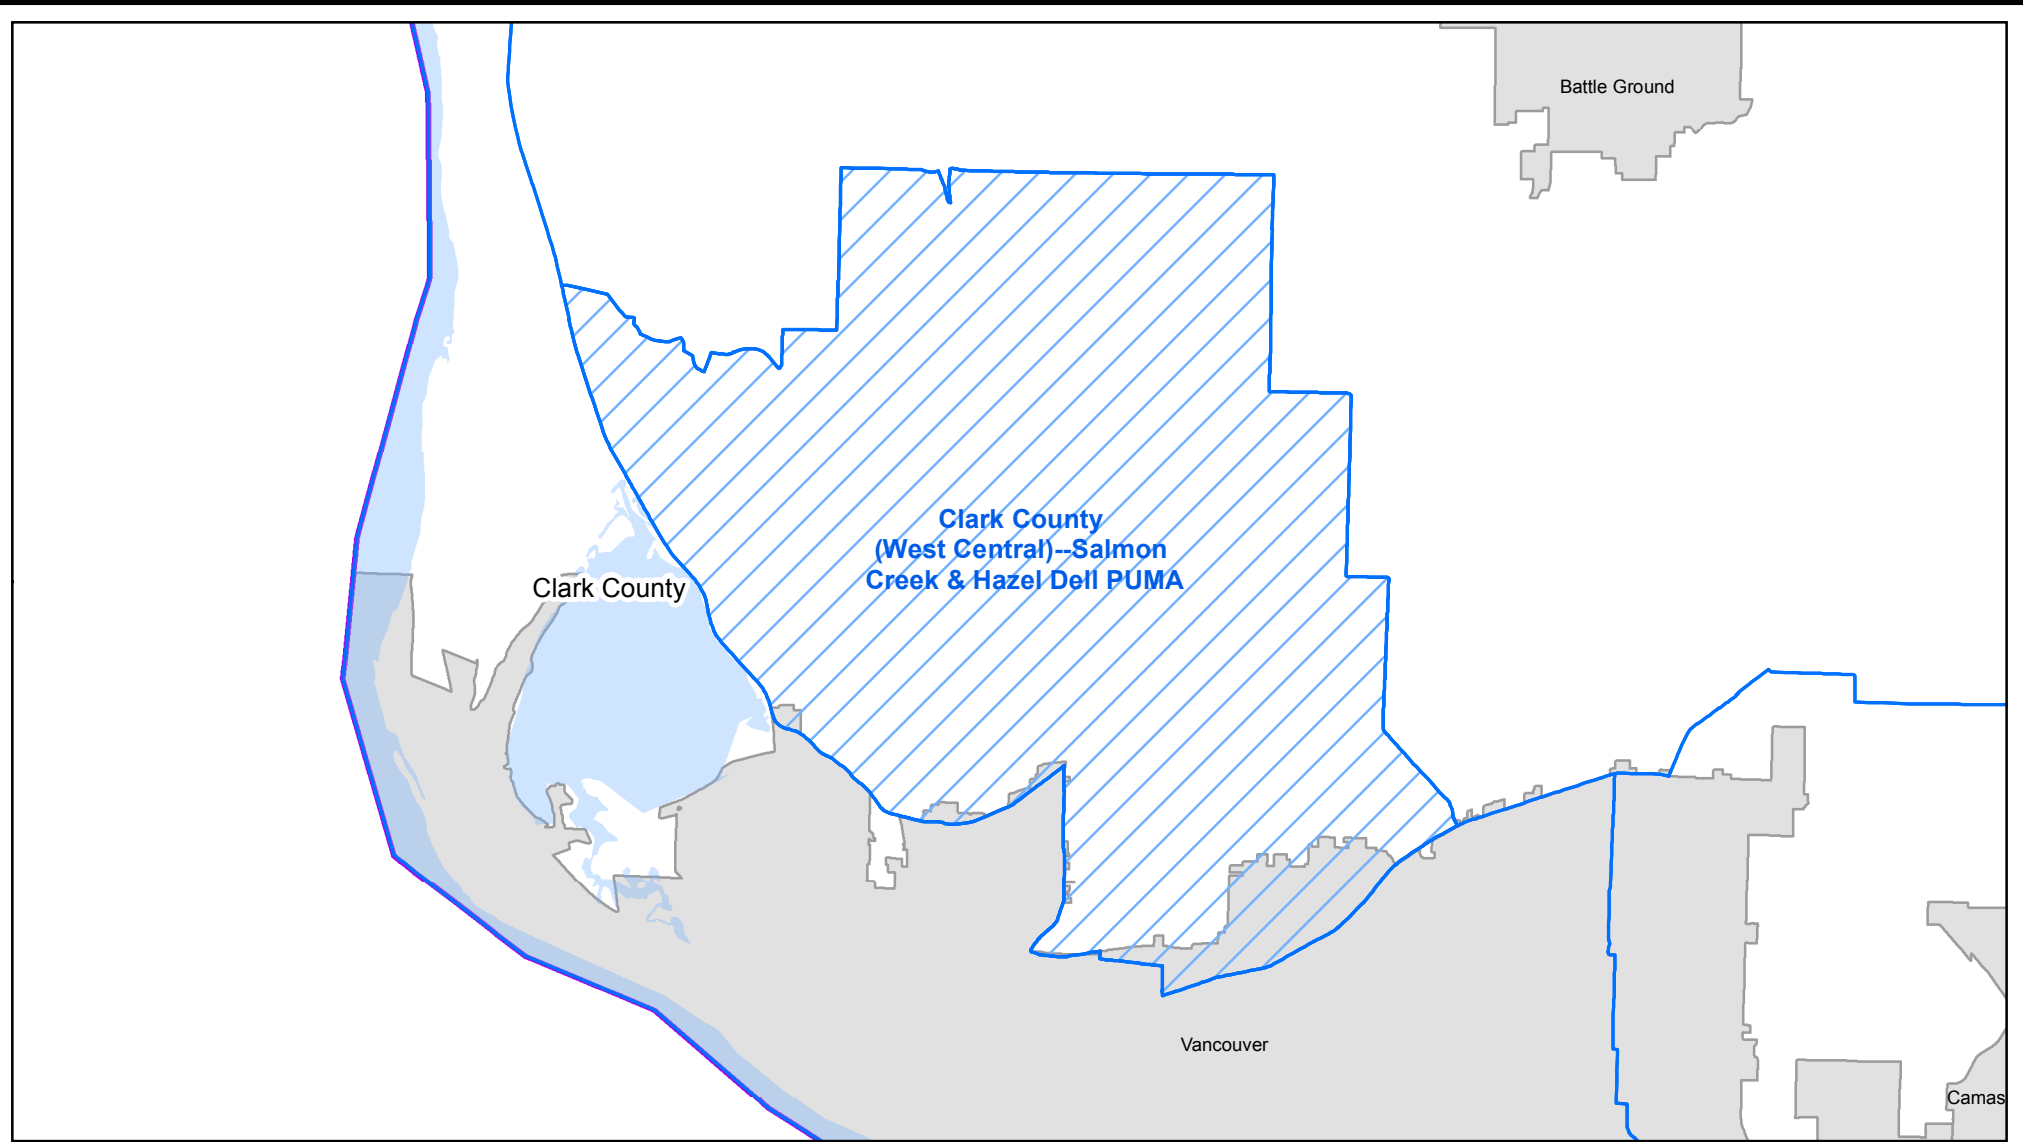 Battle Ground
Clark County
(West Central)--Salmon
Creek & Hazel Dell PUMA
Clark County
Vancouver
Camas